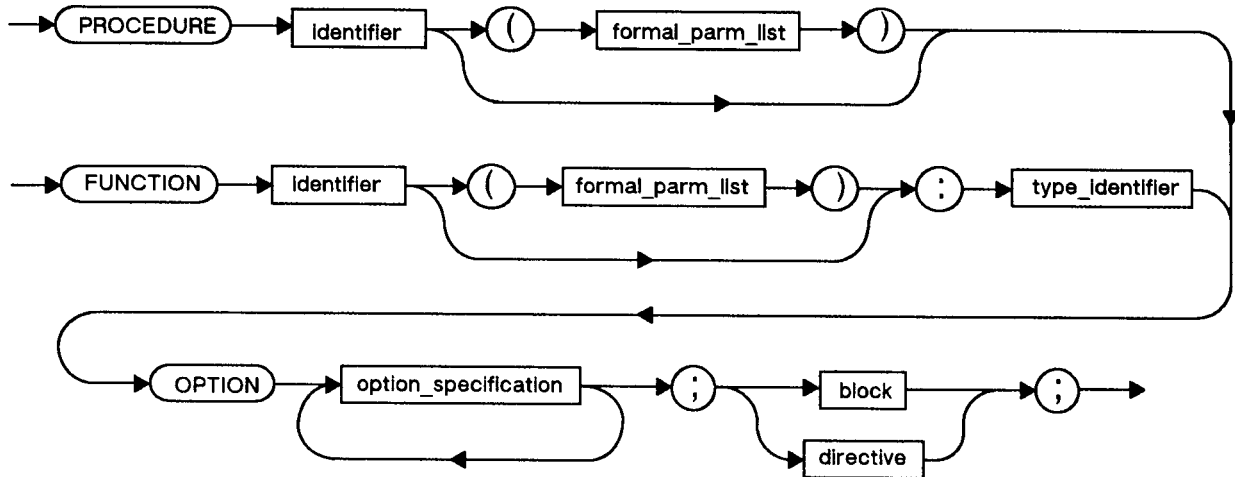 PROCEDURE identifier ( formal_parm_list )
FUNCTION identifier ( formal_parm_list ) : type_identifier
OPTION option_specification ; block ;
directive